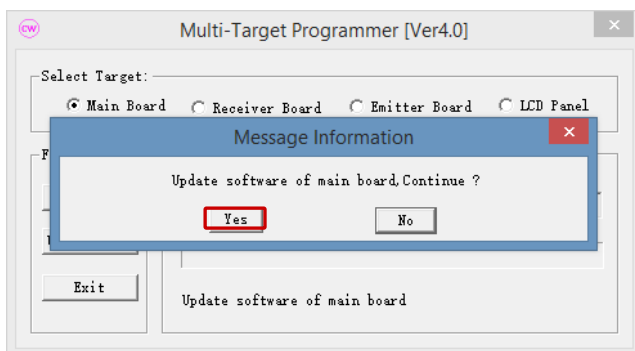 CW
Multi-Target Programmer [Ver4.0]
Select Target:
Main Board Receiver Board Emitter Board LCD Panel
Message Information
F
Update software of main board,Continue ?
Yes No
Exit
Update software of main board